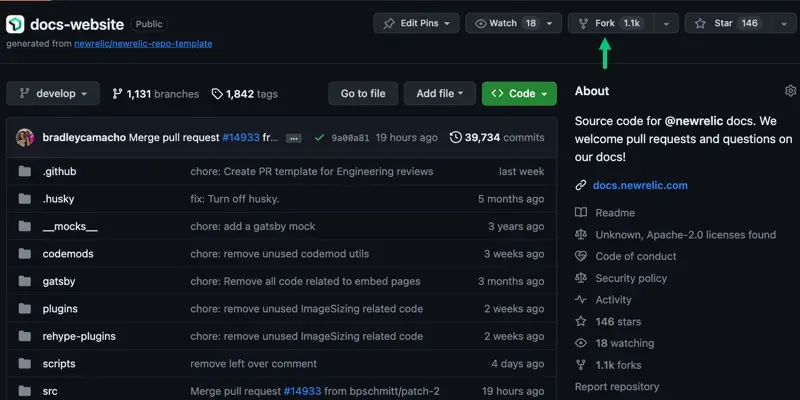 docs-website Public Edit Pins Watch 18 Fork 1.1k Star 146
generated from newrelic/newrelic-repo-template
develop 1,131 branches 1,842 tags Go to file Add file Code
bradleycamacho Merge pull request #14933 fr... ... 9a00a81 19 hours ago 39,734 commits
.github chore: Create PR template for Engineering reviews last week
.husky fix: Turn off husky. 5 months ago
__mocks__ chore: add a gatsby mock 3 years ago
codemods chore: remove unused codemod utils 3 weeks ago
gatsby chore: Remove all code related to embed pages 3 months ago
plugins chore: remove unused ImageSizing related code 2 weeks ago
rehype-plugins chore: remove unused ImageSizing related code 2 weeks ago
scripts remove left over comment 4 days ago
src Merge pull request #14933 from bpschmitt/patch-2 19 hours ago
About
Source code for @newrelic docs. We
welcome pull requests and questions on
our docs!
docs.newrelic.com
Readme
Unknown, Apache-2.0 licenses found
Code of conduct
Security policy
Activity
146 stars
18 watching
1.1k forks
Report repository